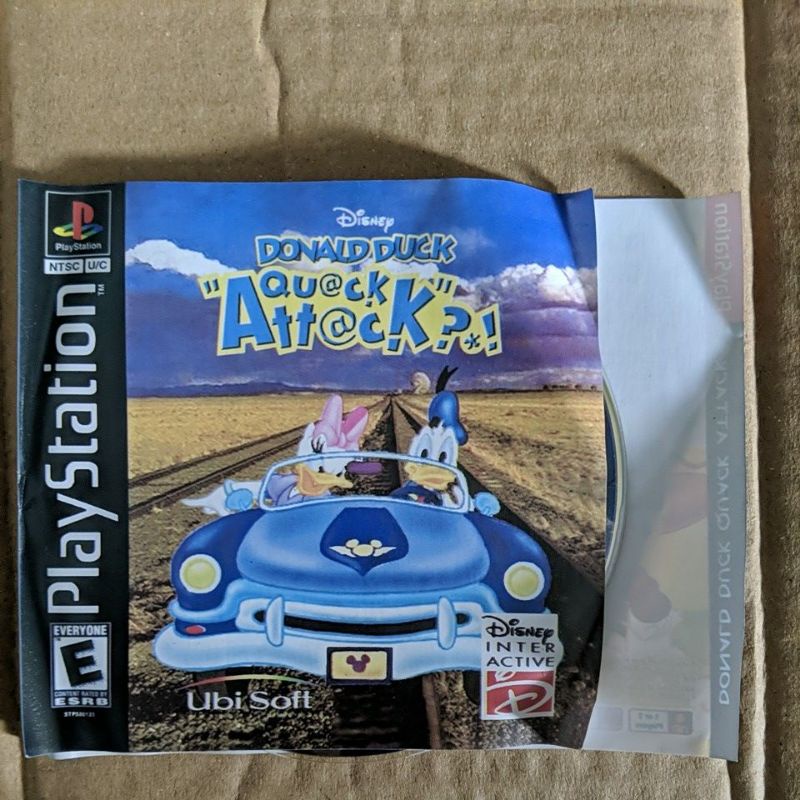 PlayStation
NTSC U/C
PlayStation™
EVERYONE
E
CONTENT RATED BY
ESRB
Disney
DONALD DUCK
"QU@CK
Att@cK"?*!
Ubi Soft
Disney
INTER
ACTIVE
D
PlayStation
DONALD DUCK QUACK ATTACK